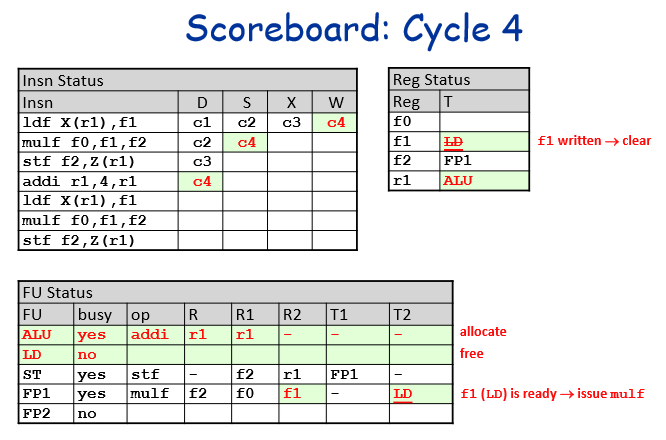 Scoreboard: Cycle 4
Insn Status
Insn D S X W
ldf X(r1),f1 c1 c2 c3 c4
mulf f0,f1,f2 c2 c4
stf f2,Z(r1) c3
addi r1,4,r1 c4
ldf X(r1),f1
mulf f0,f1,f2
stf f2,Z(r1)
Reg Status
Reg T
f0
f1 LD
f2 FP1
r1 ALU
f1 written → clear
FU Status
FU busy op R R1 R2 T1 T2
ALU yes addi r1 r1 - - -
LD no
ST yes stf - f2 r1 FP1 -
FP1 yes mulf f2 f0 f1 - LD
FP2 no
allocate
free
f1 (LD) is ready → issue mulf